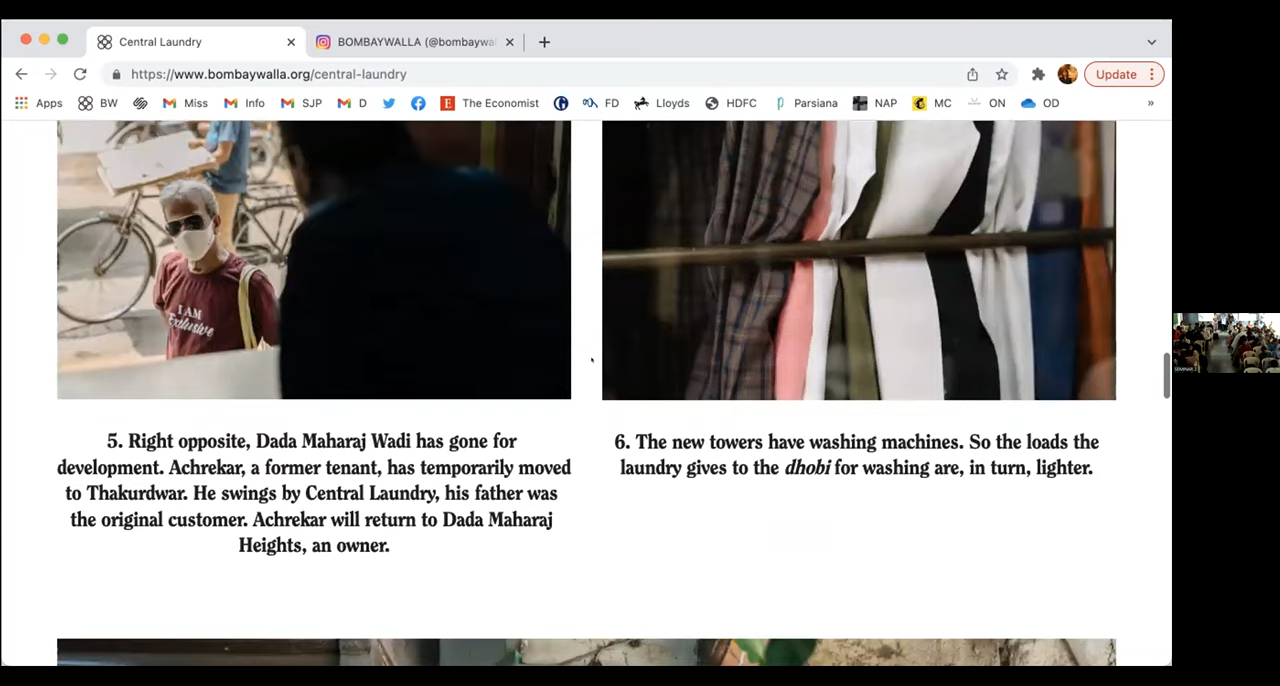 Central Laundry
BOMBAYWALLA (@bombaywal
https://www.bombaywalla.org/central-laundry
Update
Apps BW Miss Info SJP D The Economist FD Lloyds HDFC Parsiana NAP MC ON OD »
I AM
Exclusive
5. Right opposite, Dada Maharaj Wadi has gone for
development. Achrekar, a former tenant, has temporarily moved
to Thakurdwar. He swings by Central Laundry, his father was
the original customer. Achrekar will return to Dada Maharaj
Heights, an owner.
6. The new towers have washing machines. So the loads the
laundry gives to the dhobi for washing are, in turn, lighter.
SEMINAR